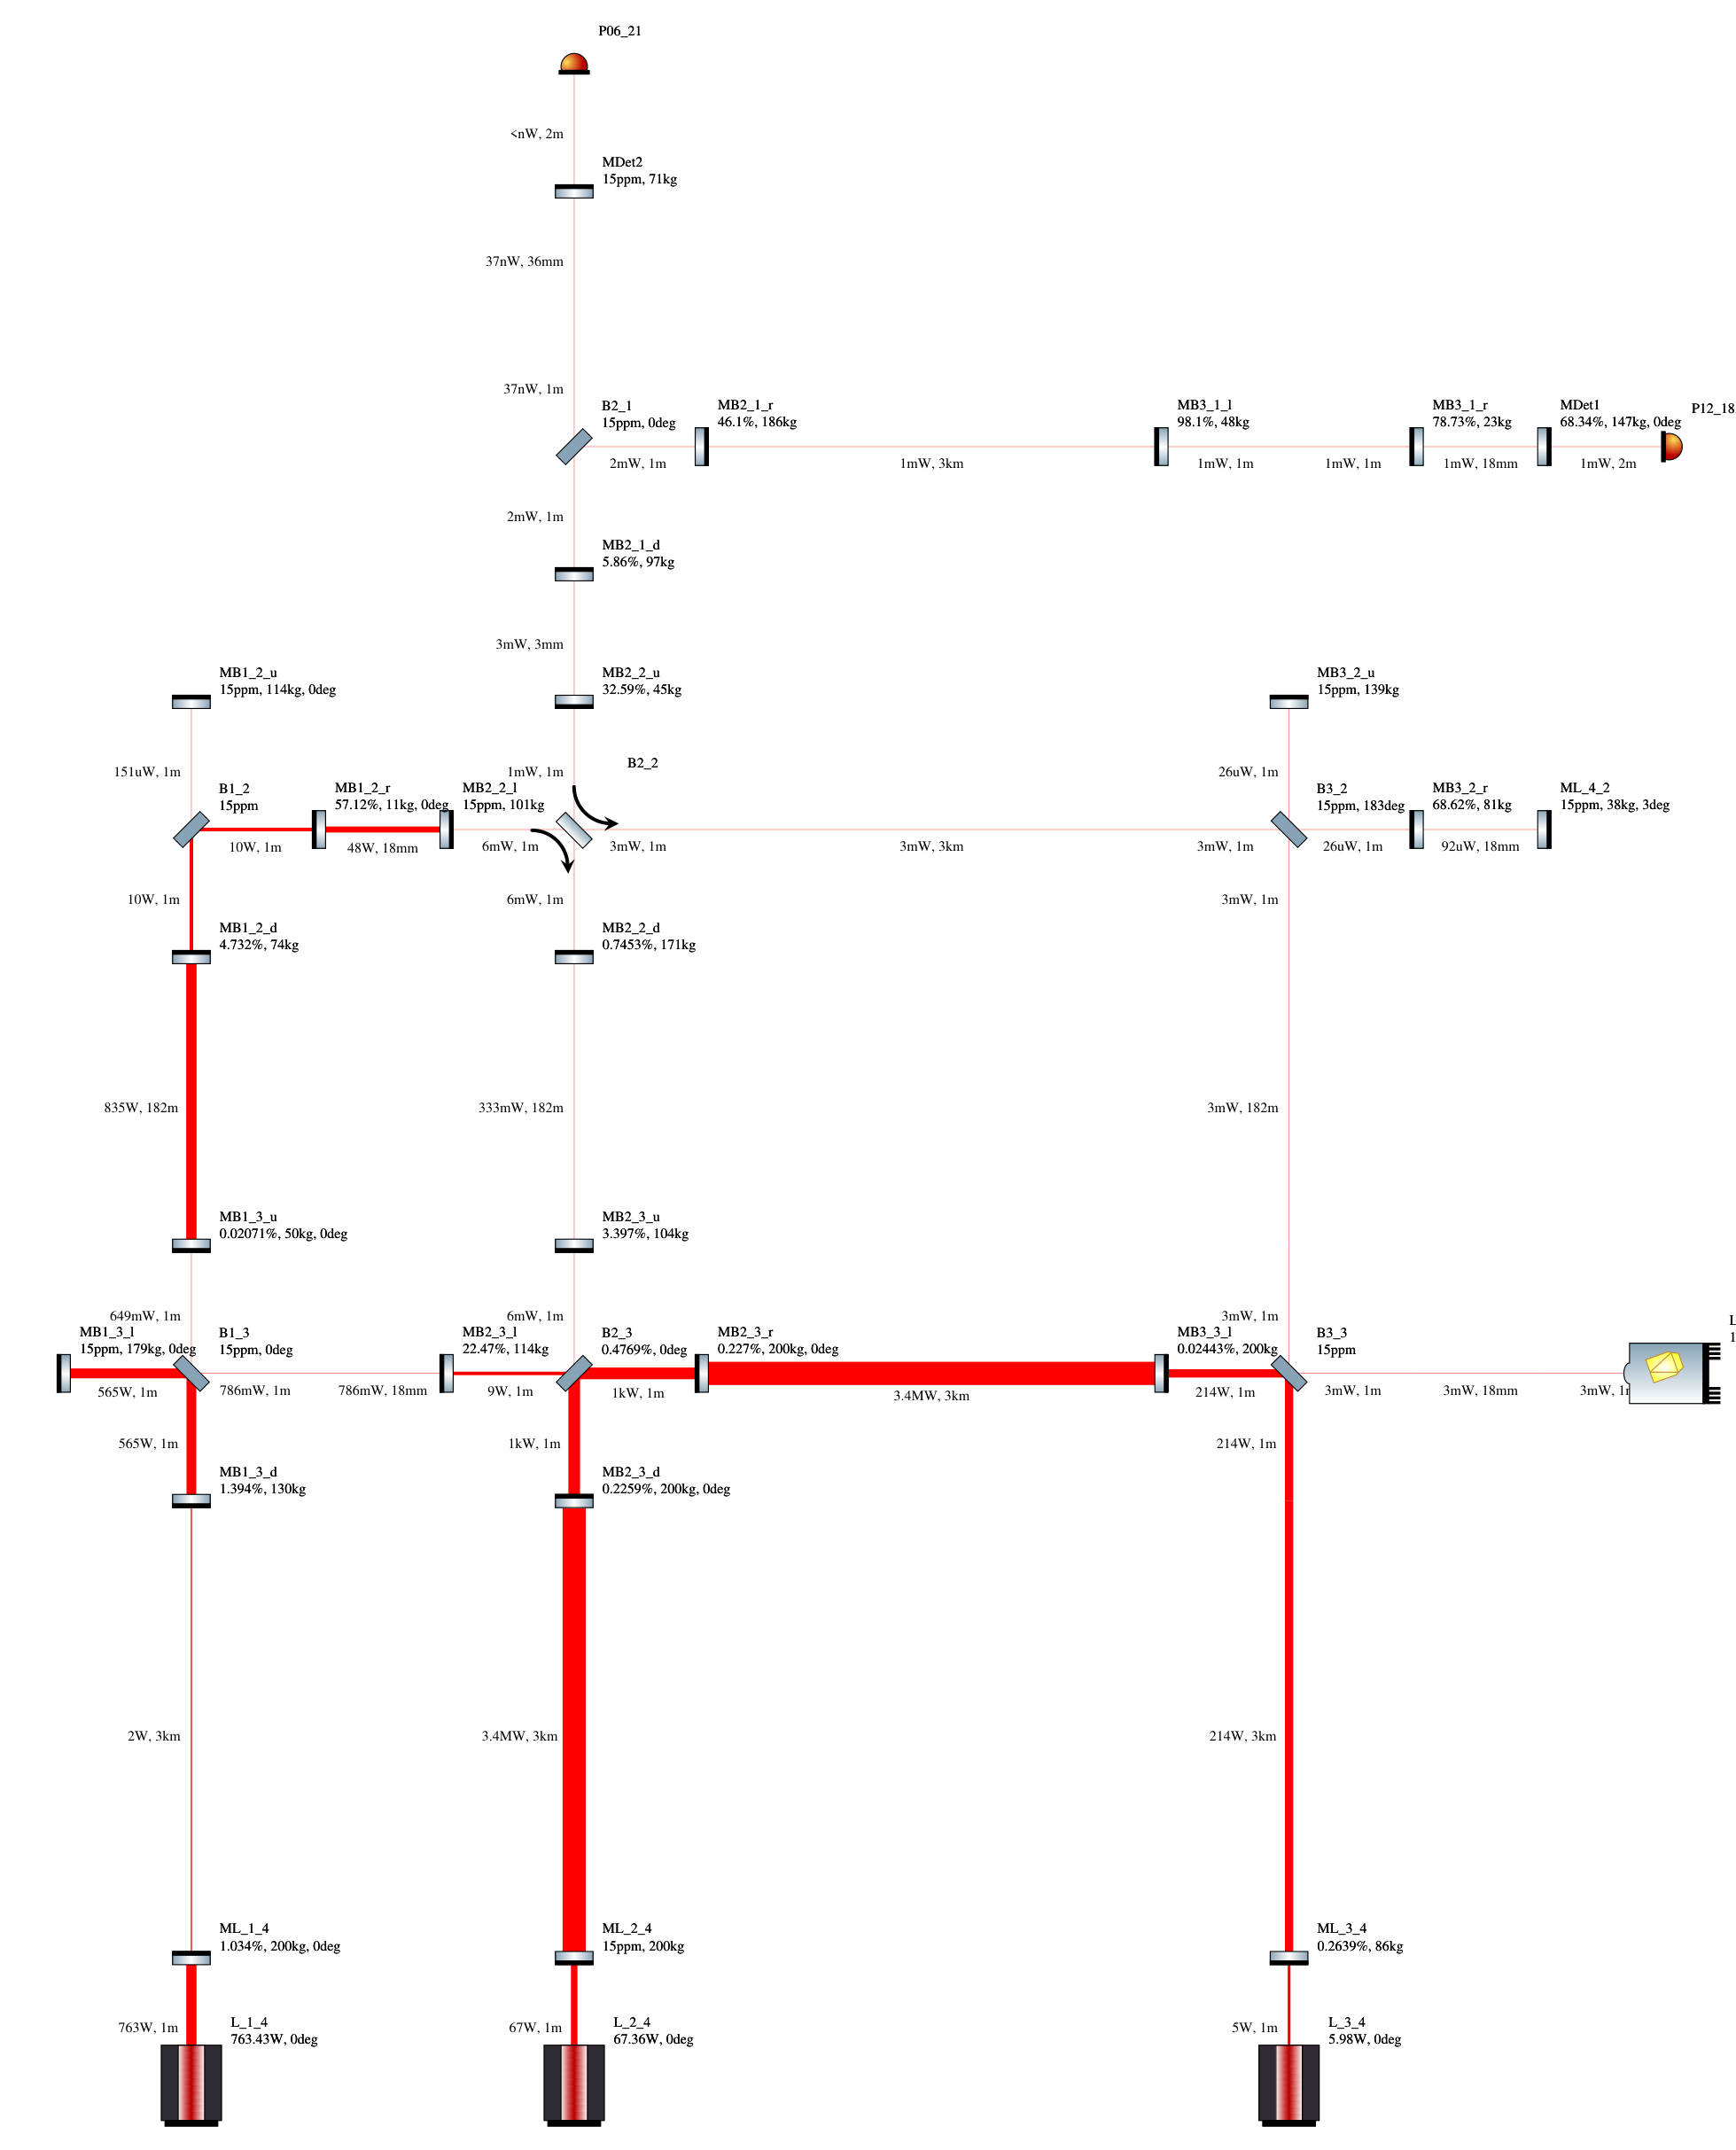 P06_21
<nW, 2m
MDet2
15ppm, 71kg
37nW, 36mm
37nW, 1m
B2_1
15ppm, 0deg
MB2_1_r
46.1%, 186kg
MB3_1_l
98.1%, 48kg
MB3_1_r
78.73%, 23kg
MDet1
68.34%, 147kg, 0deg
P12_18
2mW, 1m
1mW, 3km
1mW, 1m
1mW, 1m
1mW, 18mm
1mW, 2m
2mW, 1m
MB2_1_d
5.86%, 97kg
3mW, 3mm
MB1_2_u
15ppm, 114kg, 0deg
MB2_2_u
32.59%, 45kg
MB3_2_u
15ppm, 139kg
151uW, 1m
1mW, 1m
B2_2
26uW, 1m
B1_2
15ppm
MB1_2_r
57.12%, 11kg, 0deg
MB2_2_l
15ppm, 101kg
B3_2
15ppm, 183deg
MB3_2_r
68.62%, 81kg
ML_4_2
15ppm, 38kg, 3deg
10W, 1m
48W, 18mm
6mW, 1m
3mW, 1m
3mW, 3km
3mW, 1m
26uW, 1m
92uW, 18mm
10W, 1m
6mW, 1m
3mW, 1m
MB1_2_d
4.732%, 74kg
MB2_2_d
0.7453%, 171kg
835W, 182m
333mW, 182m
3mW, 182m
MB1_3_u
0.02071%, 50kg, 0deg
MB2_3_u
3.397%, 104kg
649mW, 1m
6mW, 1m
3mW, 1m
MB1_3_l
15ppm, 179kg, 0deg
B1_3
15ppm, 0deg
MB2_3_l
22.47%, 114kg
B2_3
0.4769%, 0deg
MB2_3_r
0.227%, 200kg, 0deg
MB3_3_l
0.02443%, 200kg
B3_3
15ppm
L
1
565W, 1m
786mW, 1m
786mW, 18mm
9W, 1m
1kW, 1m
3.4MW, 3km
214W, 1m
3mW, 1m
3mW, 18mm
3mW, 1m
565W, 1m
1kW, 1m
214W, 1m
MB1_3_d
1.394%, 130kg
MB2_3_d
0.2259%, 200kg, 0deg
2W, 3km
3.4MW, 3km
214W, 3km
ML_1_4
1.034%, 200kg, 0deg
ML_2_4
15ppm, 200kg
ML_3_4
0.2639%, 86kg
763W, 1m
L_1_4
763.43W, 0deg
67W, 1m
L_2_4
67.36W, 0deg
5W, 1m
L_3_4
5.98W, 0deg